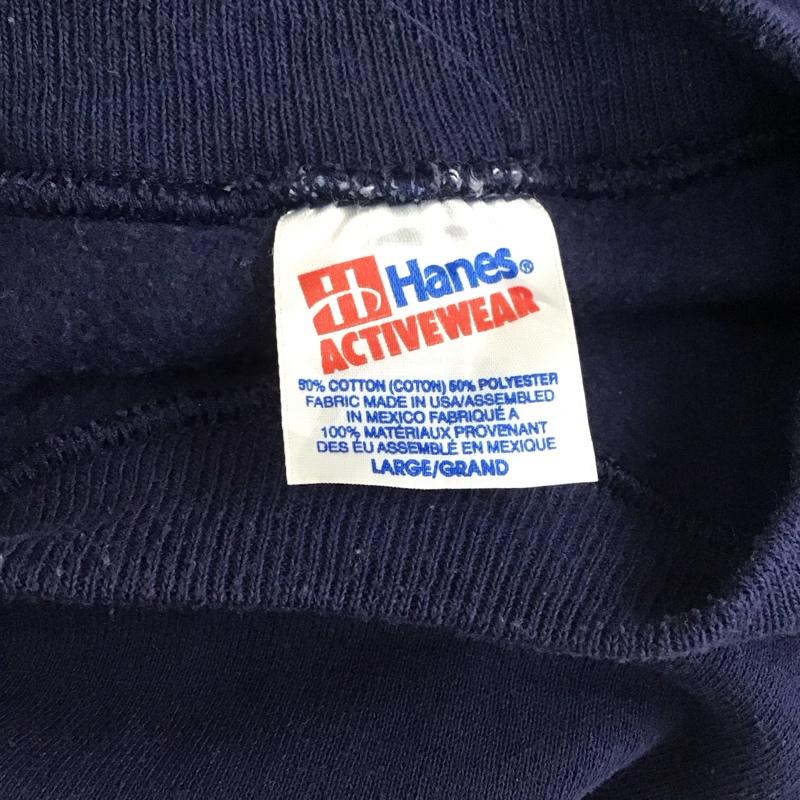 Hanes®
ACTIVEWEAR
50% COTTON (COTON) 50% POLYESTER
FABRIC MADE IN USA/ASSEMBLED
IN MEXICO FABRIQUÉ A
100% MATÉRIAUX PROVENANT
DES ÉU ASSEMBLÉ EN MEXIQUE
LARGE/GRAND